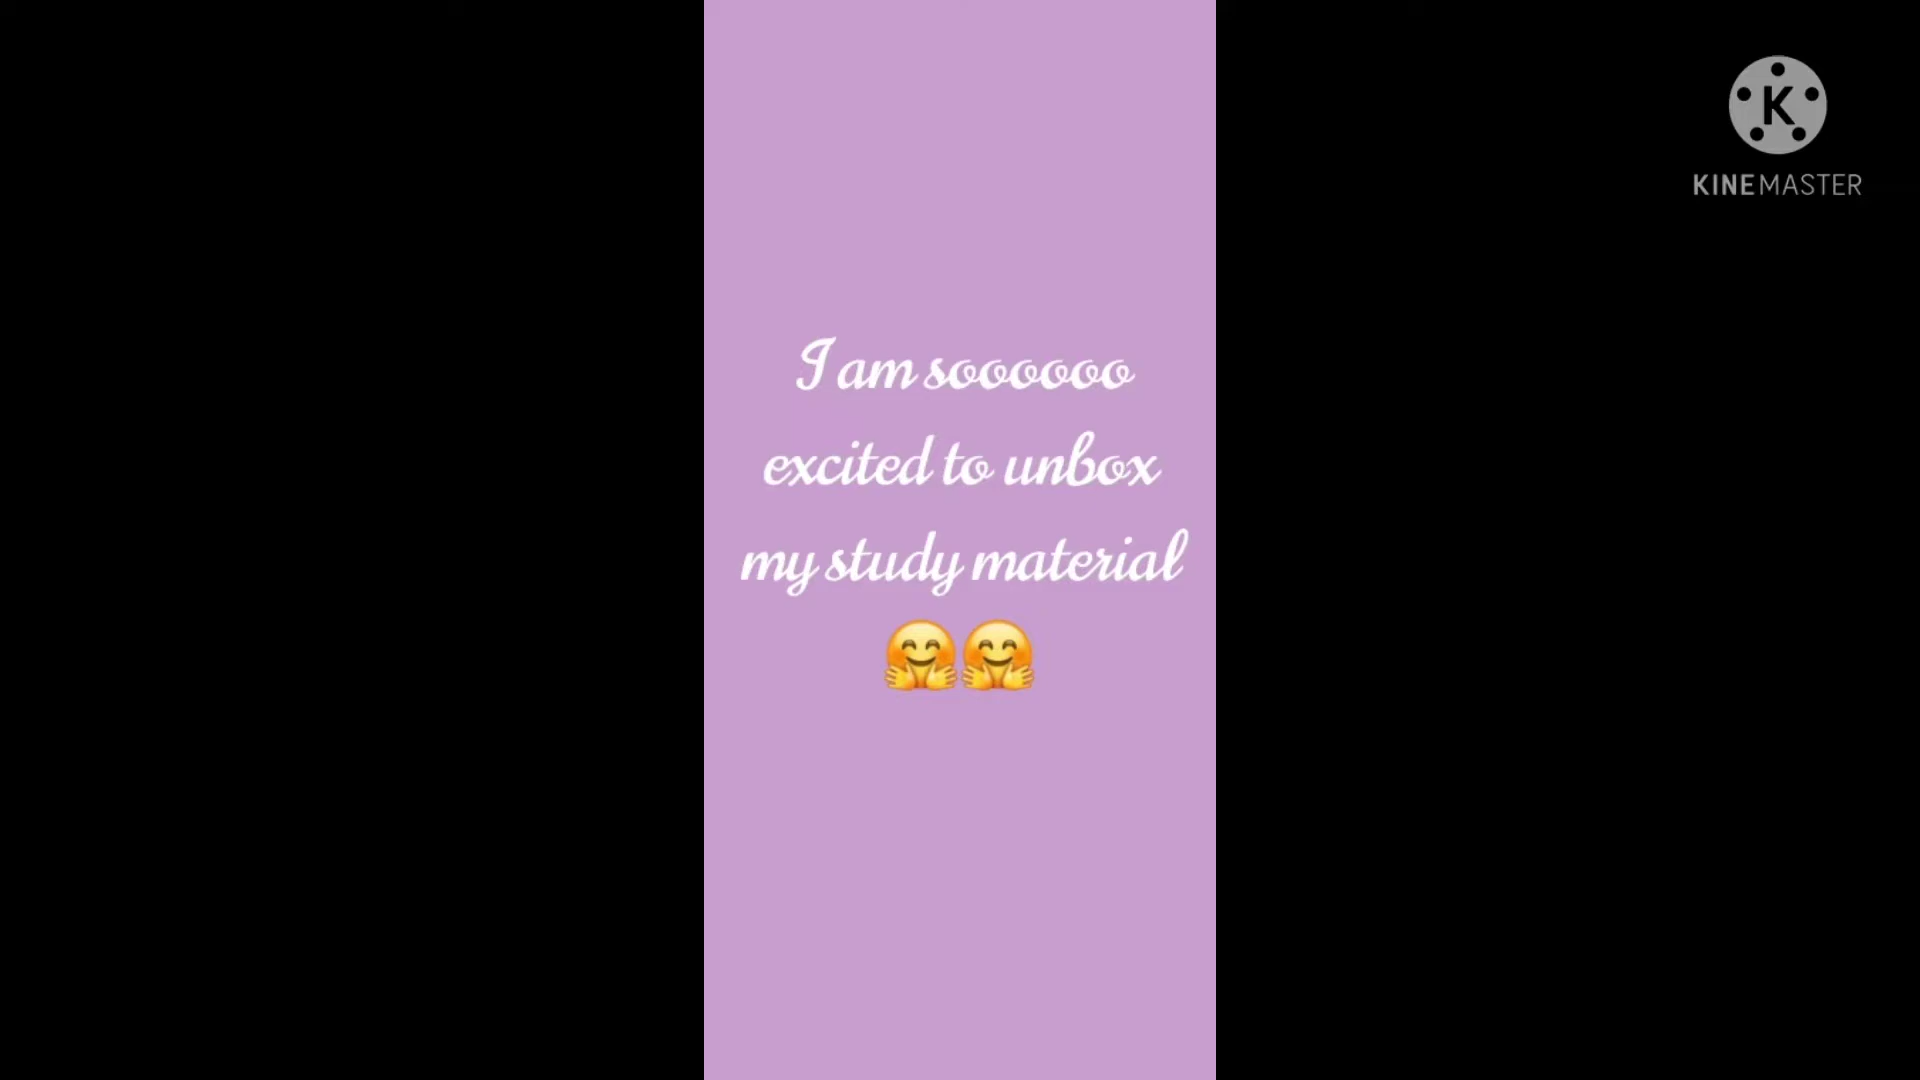 I am soooooo
excited to unbox
my study material
🤗🤗
K
KINEMASTER